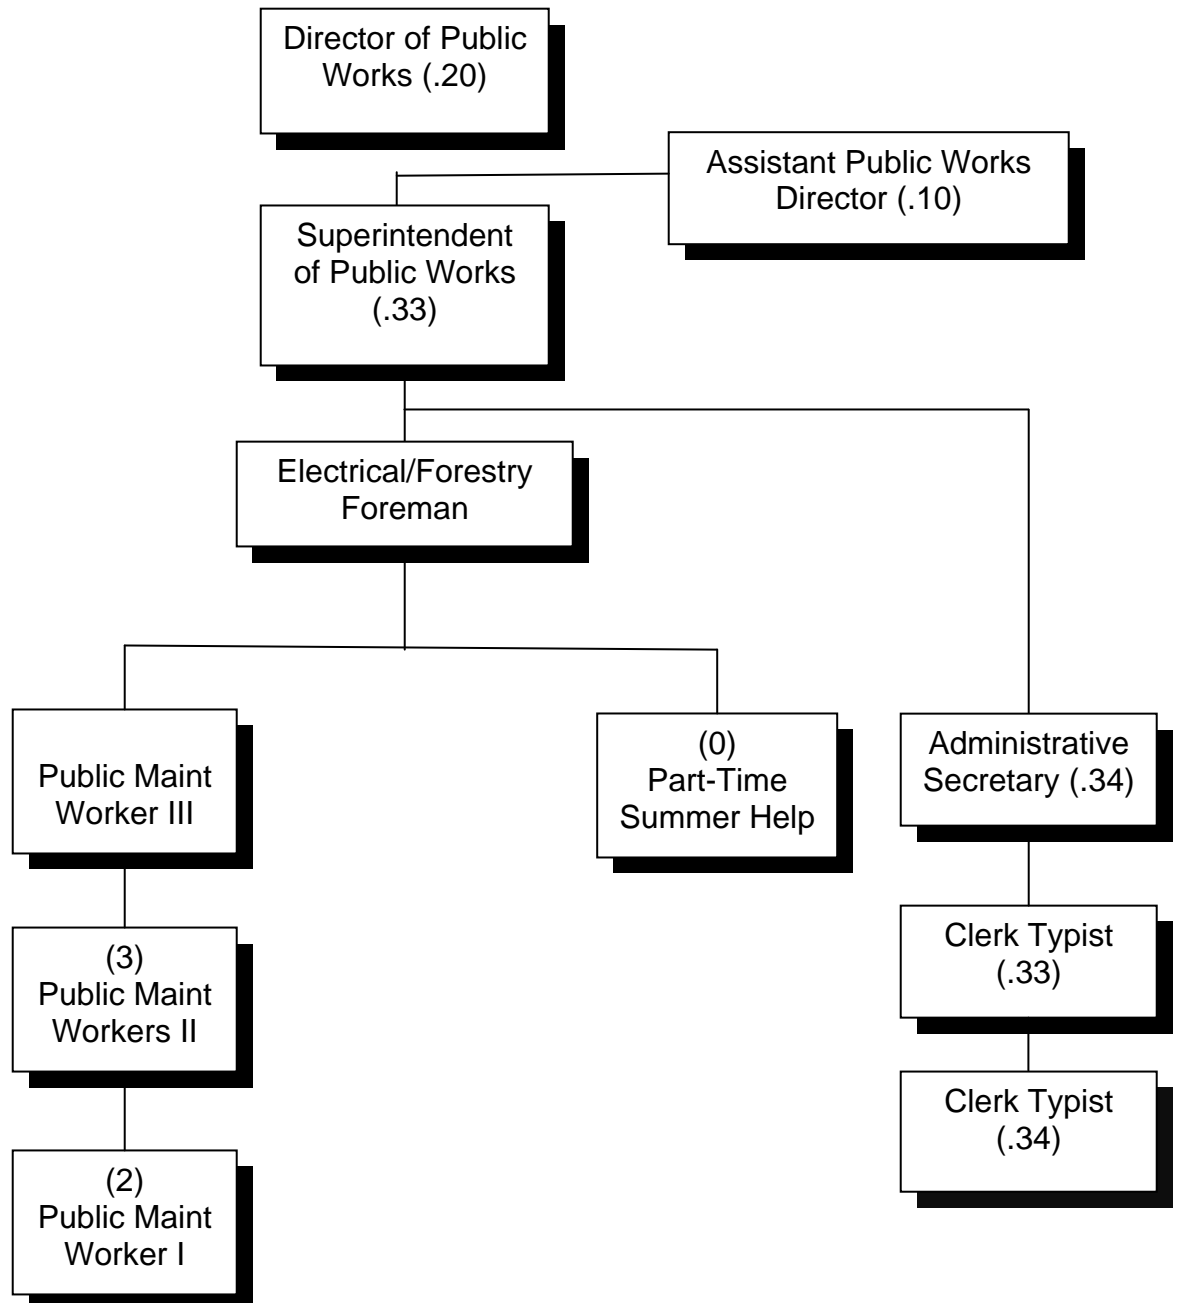 Director of Public
Works (.20)
Assistant Public Works
Director (.10)
Superintendent
of Public Works
(.33)
Electrical/Forestry
Foreman
Public Maint
Worker III
(0)
Part-Time
Summer Help
Administrative
Secretary (.34)
(3)
Public Maint
Workers II
Clerk Typist
(.33)
Clerk Typist
(.34)
(2)
Public Maint
Worker I